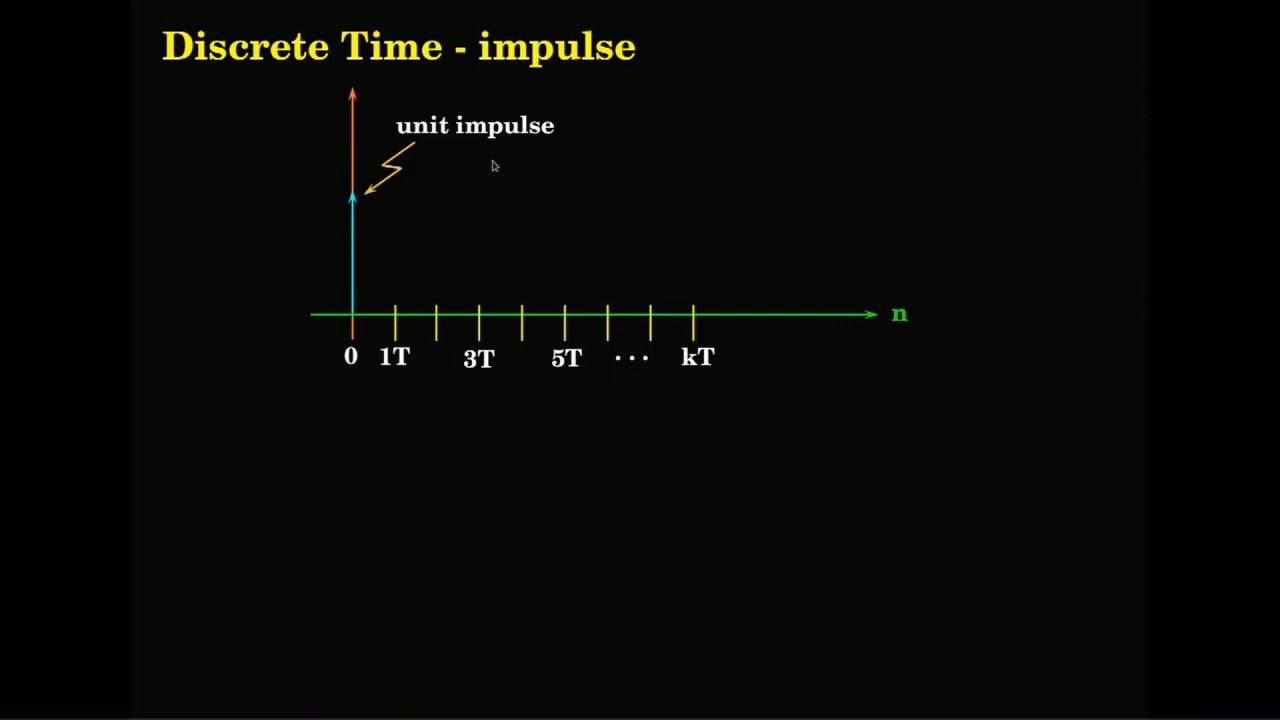 Discrete Time - impulse
unit impulse
n
0 1T 3T 5T ... kT